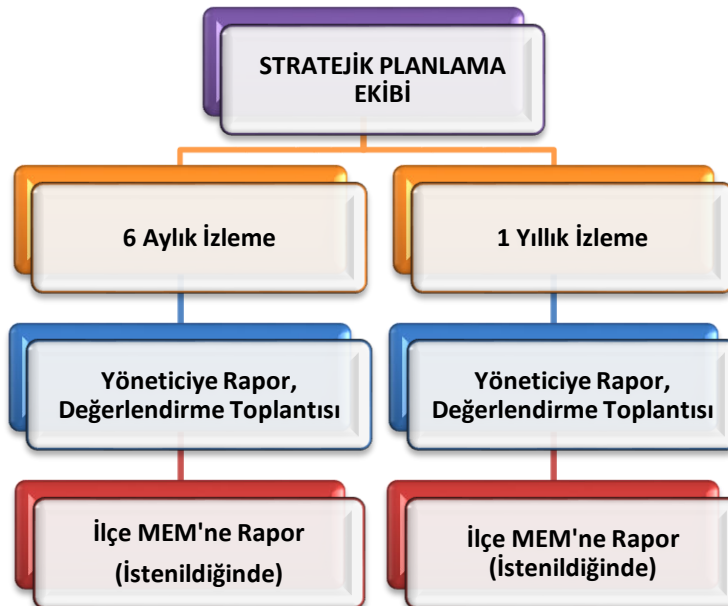 STRATEJİK PLANLAMA
EKİBİ
6 Aylık İzleme
1 Yıllık İzleme
Yöneticiye Rapor,
Değerlendirme Toplantısı
Yöneticiye Rapor,
Değerlendirme Toplantısı
İlçe MEM'ne Rapor
(İstenildiğinde)
İlçe MEM'ne Rapor
(İstenildiğinde)